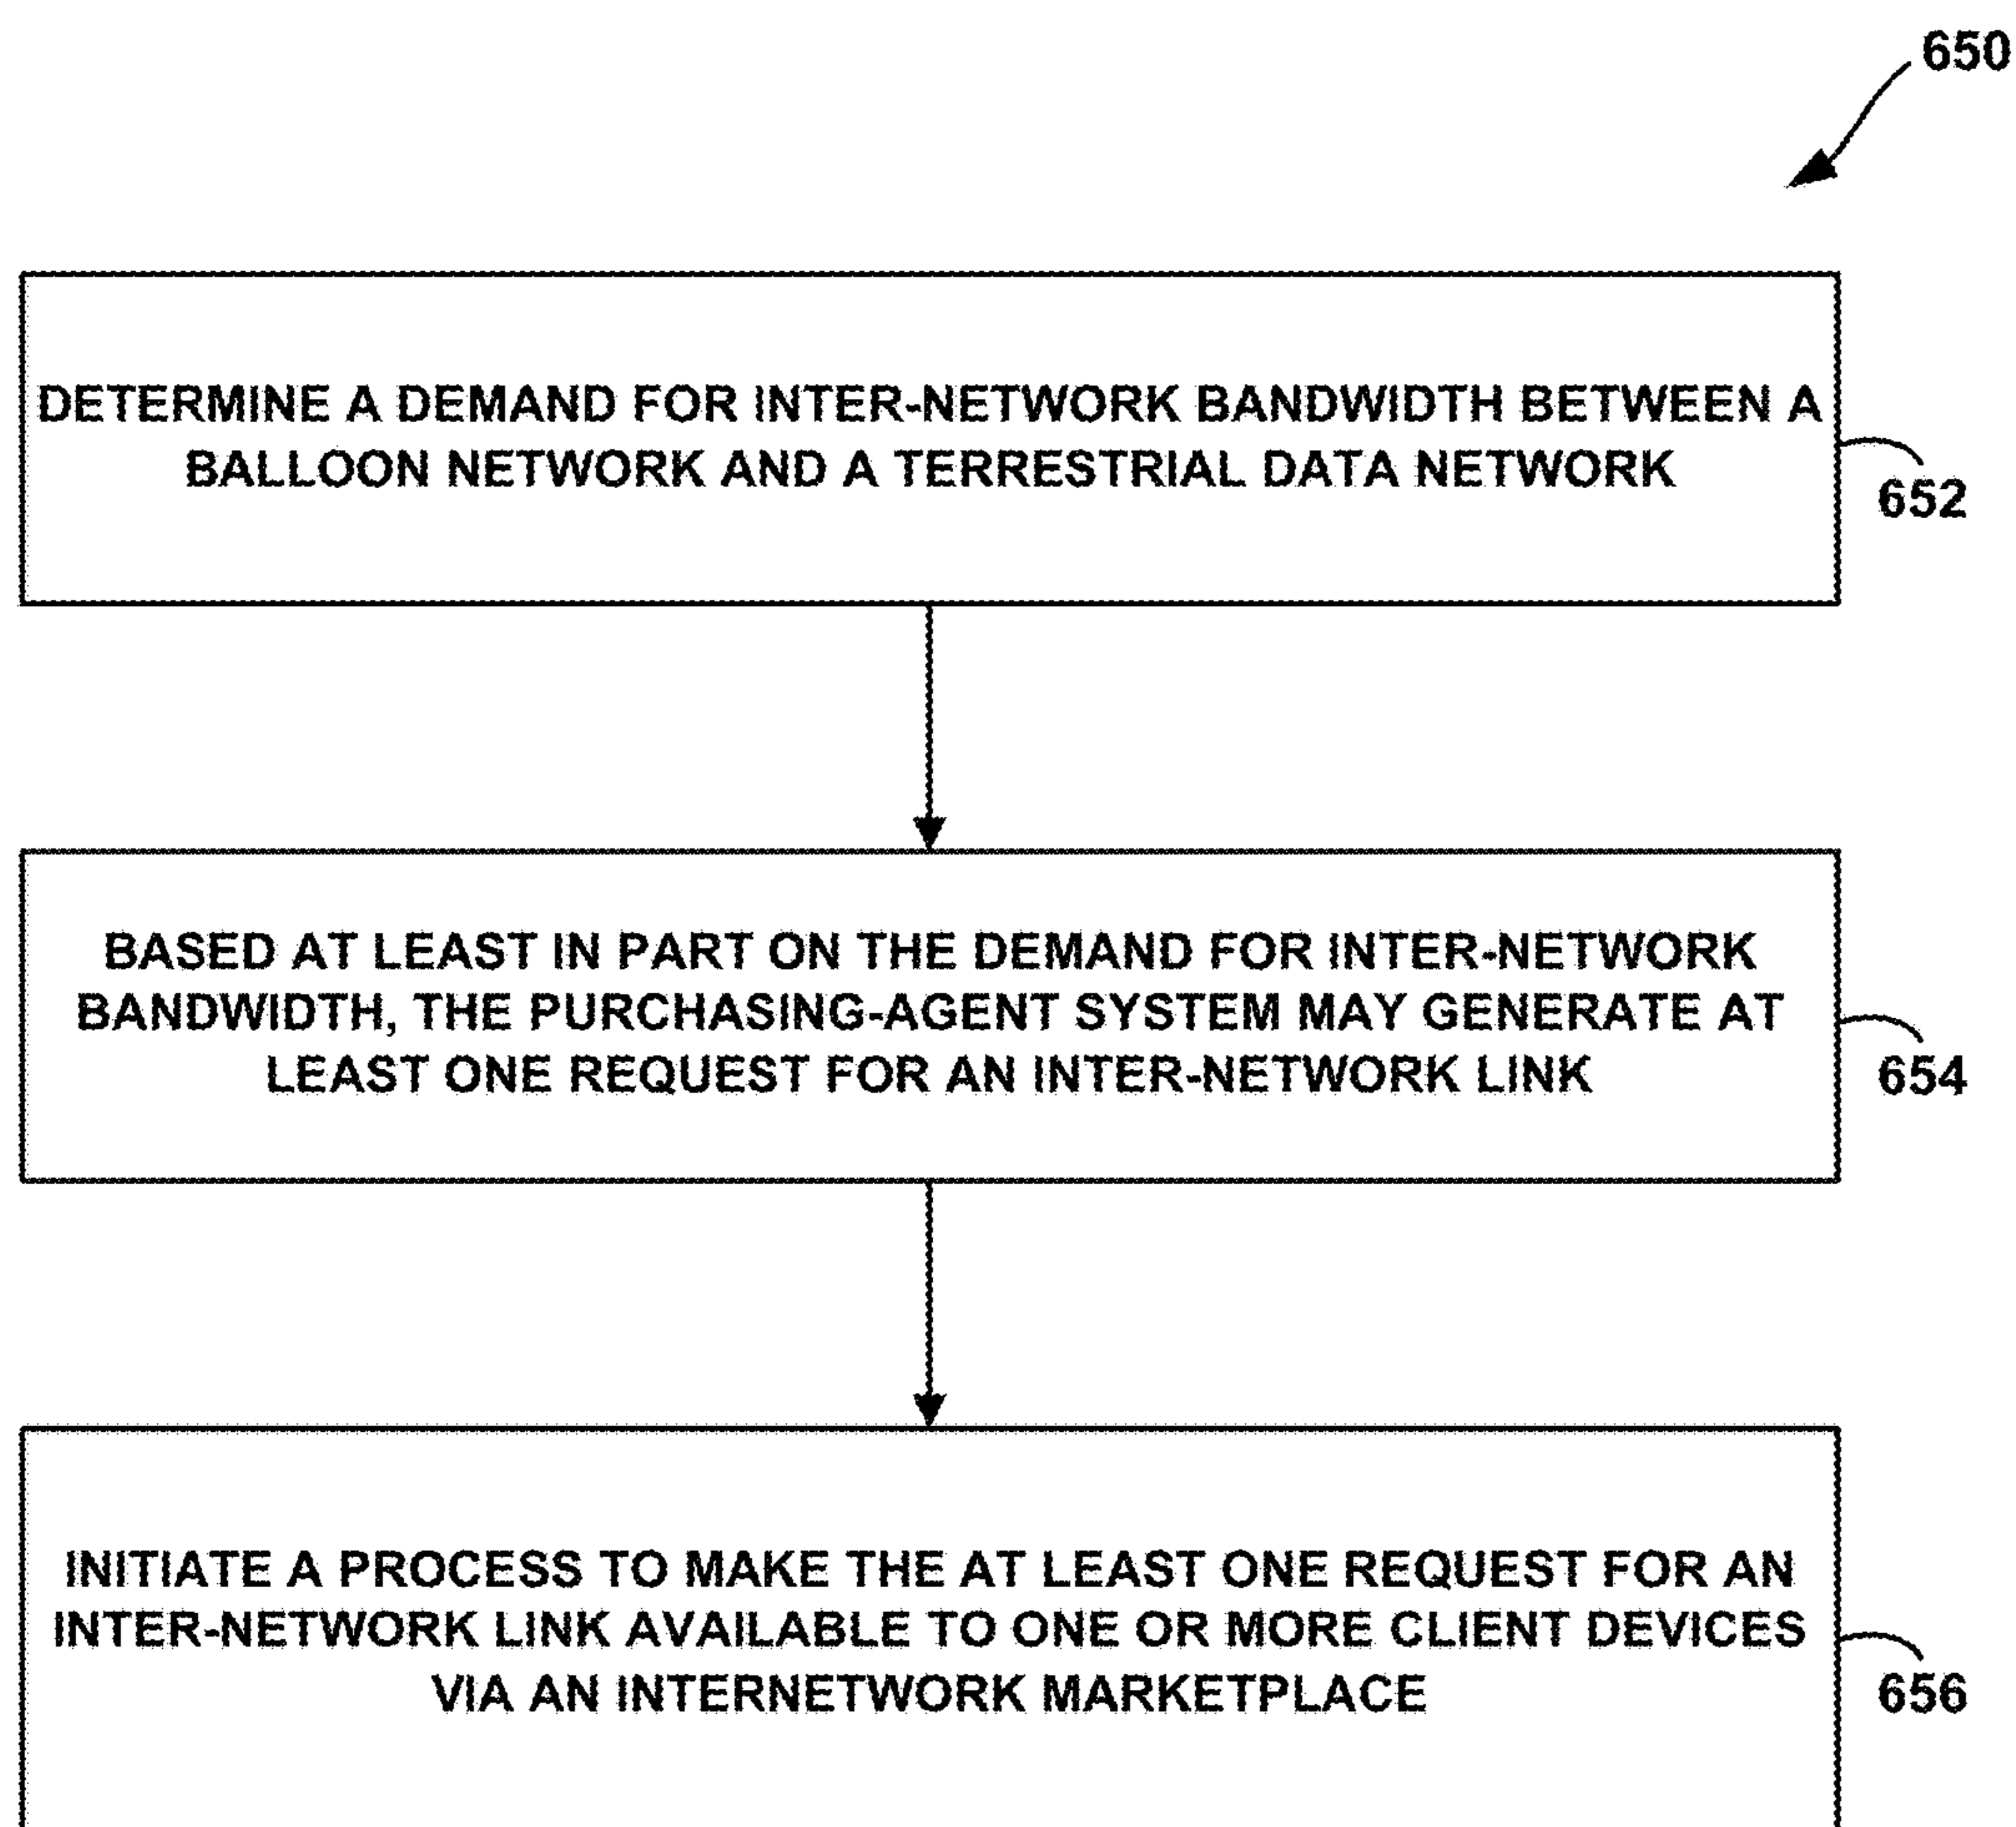 650
DETERMINE A DEMAND FOR INTER-NETWORK BANDWIDTH BETWEEN A
BALLOON NETWORK AND A TERRESTRIAL DATA NETWORK
652
BASED AT LEAST IN PART ON THE DEMAND FOR INTER-NETWORK
BANDWIDTH, THE PURCHASING-AGENT SYSTEM MAY GENERATE AT
LEAST ONE REQUEST FOR AN INTER-NETWORK LINK
654
INITIATE A PROCESS TO MAKE THE AT LEAST ONE REQUEST FOR AN
INTER-NETWORK LINK AVAILABLE TO ONE OR MORE CLIENT DEVICES
VIA AN INTERNETWORK MARKETPLACE
656